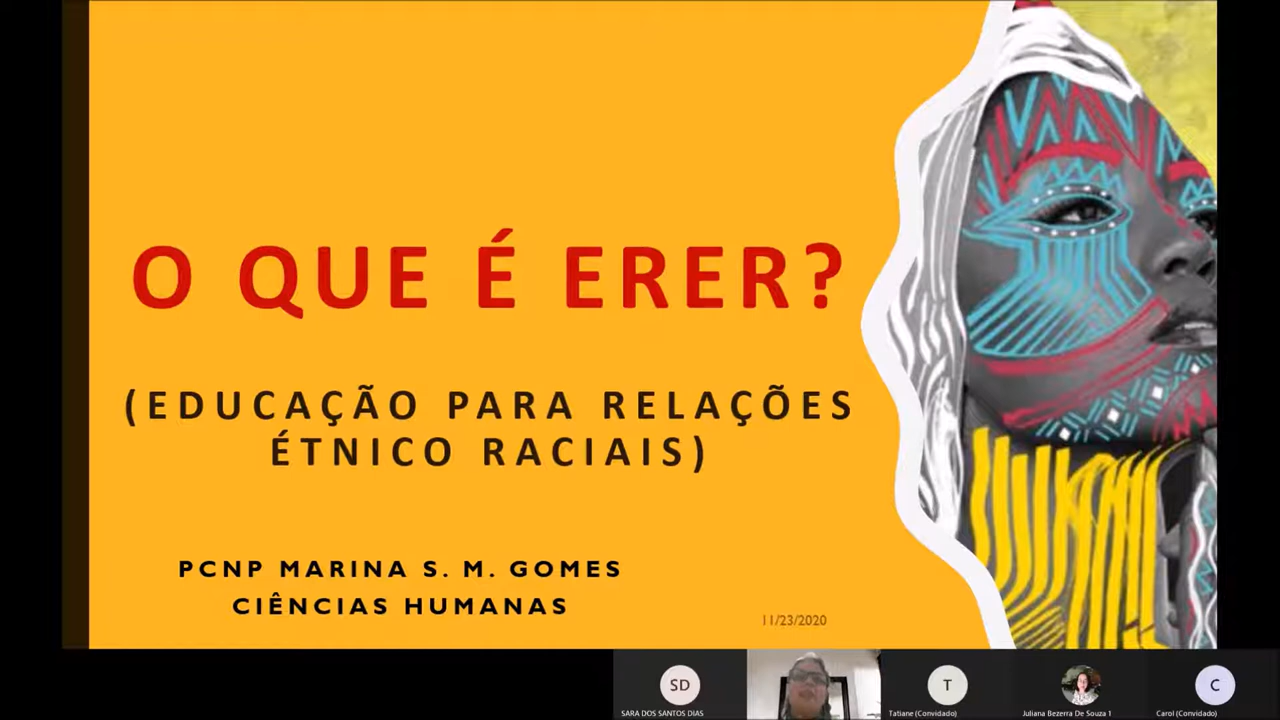 O QUE É ERER?
(EDUCAÇÃO PARA RELAÇÕES
ÉTNICO RACIAIS)
PCNP MARINA S. M. GOMES
CIÊNCIAS HUMANAS
11/23/2020
SD
T
C
SARA DOS SANTOS DIAS
Tatiane (Convidado)
Juliana Bezerra De Souza 1
Carol (Convidado)